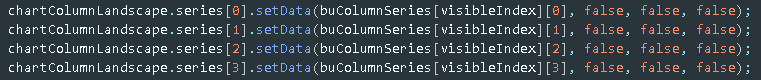 chartColumnLandscape.series[0].setData(buColumnSeries[visibleIndex][0], false, false, false);
chartColumnLandscape.series[1].setData(buColumnSeries[visibleIndex][1], false, false, false);
chartColumnLandscape.series[2].setData(buColumnSeries[visibleIndex][2], false, false, false);
chartColumnLandscape.series[3].setData(buColumnSeries[visibleIndex][3], false, false, false);